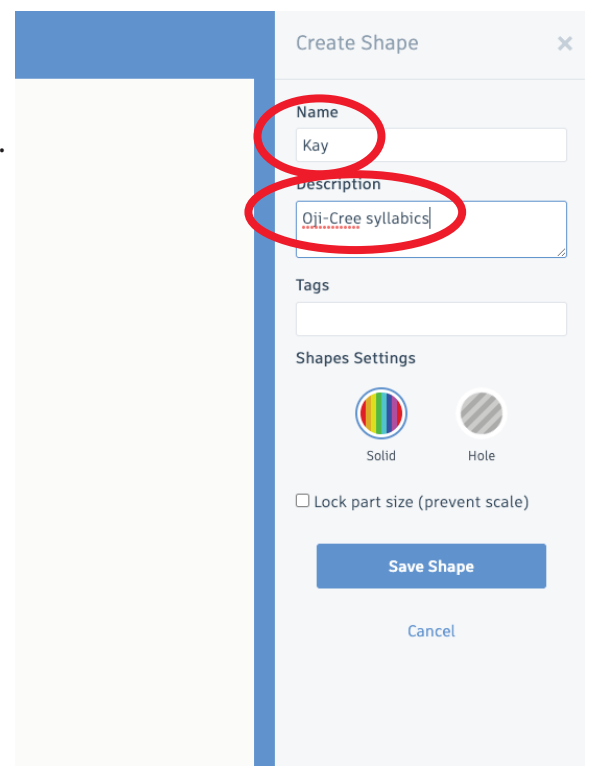 Create Shape ×
Name
Kay
Description
Oji-Cree syllabics
Tags
Shapes Settings
Solid Hole
Lock part size (prevent scale)
Save Shape
Cancel
.